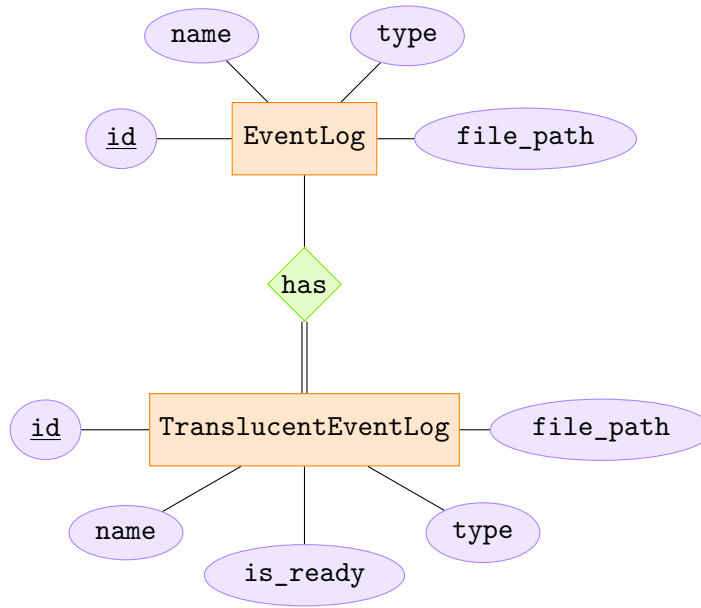 name
type
id
EventLog
file_path
has
id
TranslucentEventLog
file_path
name
type
is_ready